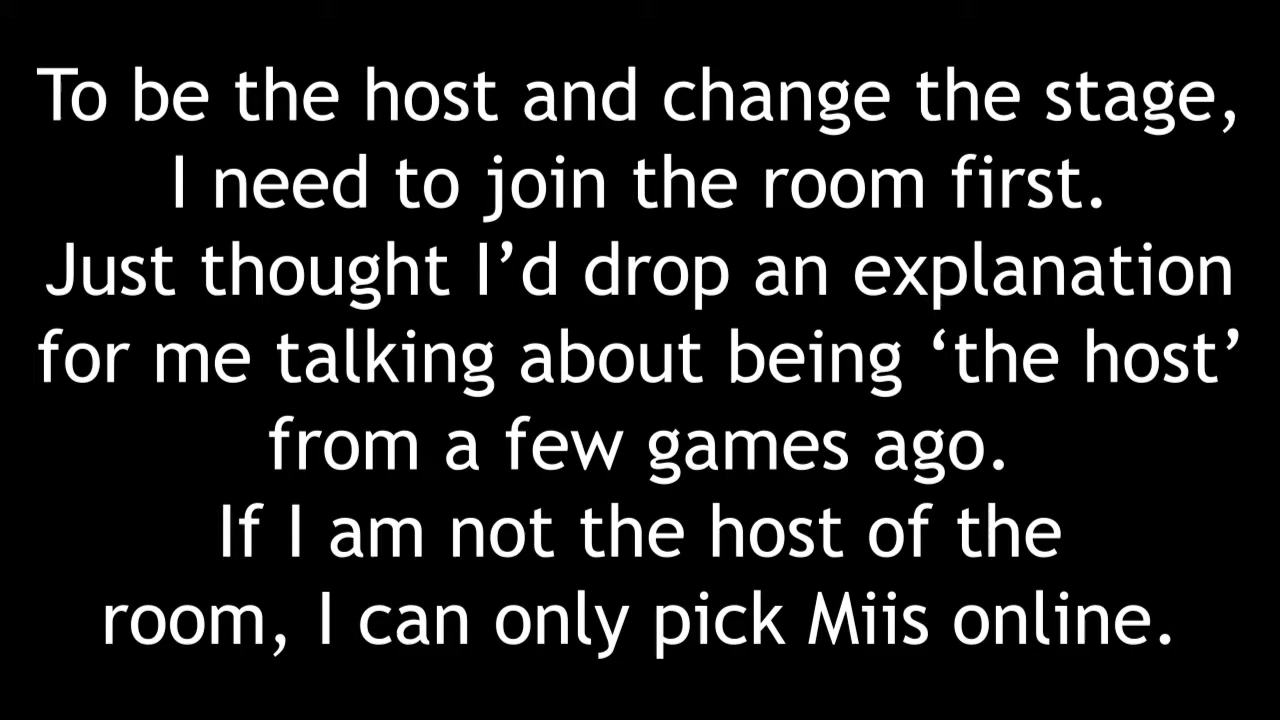 To be the host and change the stage,
I need to join the room first.
Just thought I’d drop an explanation
for me talking about being ‘the host’
from a few games ago.
If I am not the host of the
room, I can only pick Miis online.